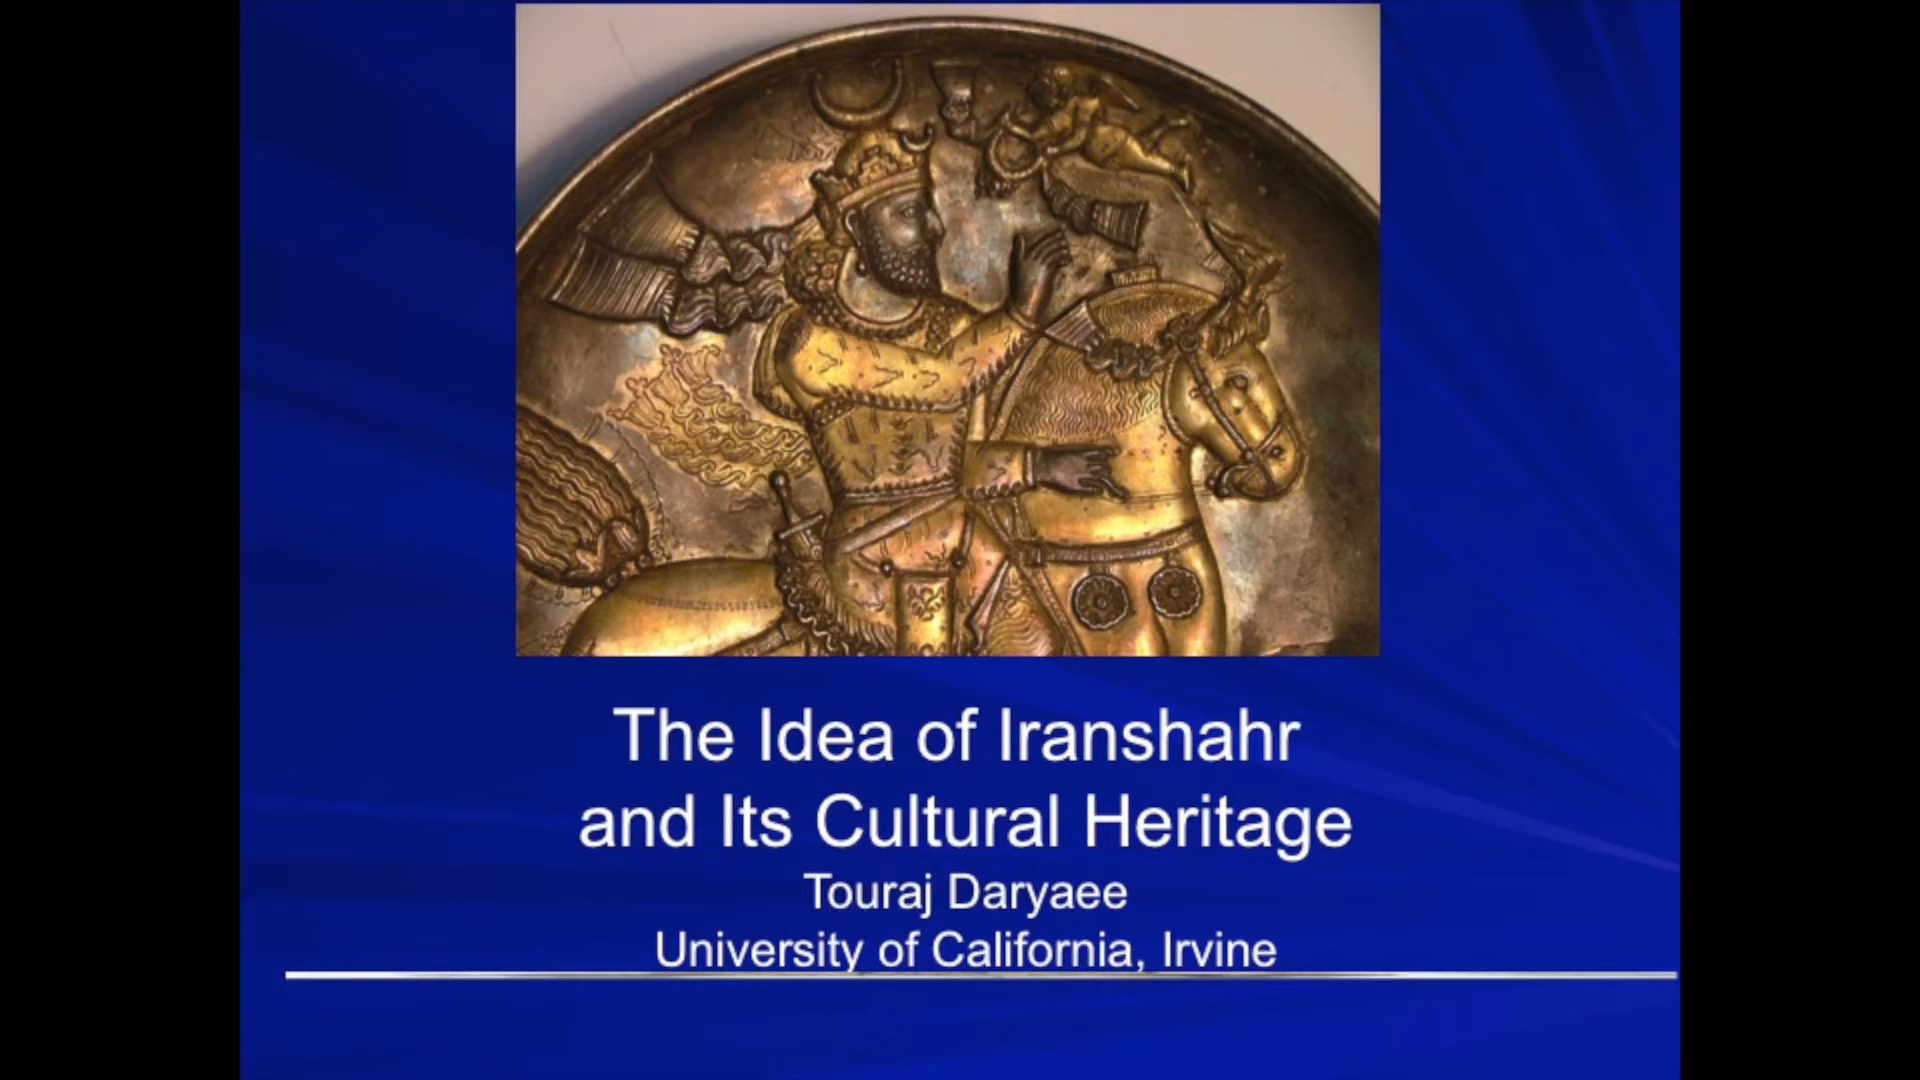 The Idea of Iranshahr
and Its Cultural Heritage
Touraj Daryaee
University of California, Irvine